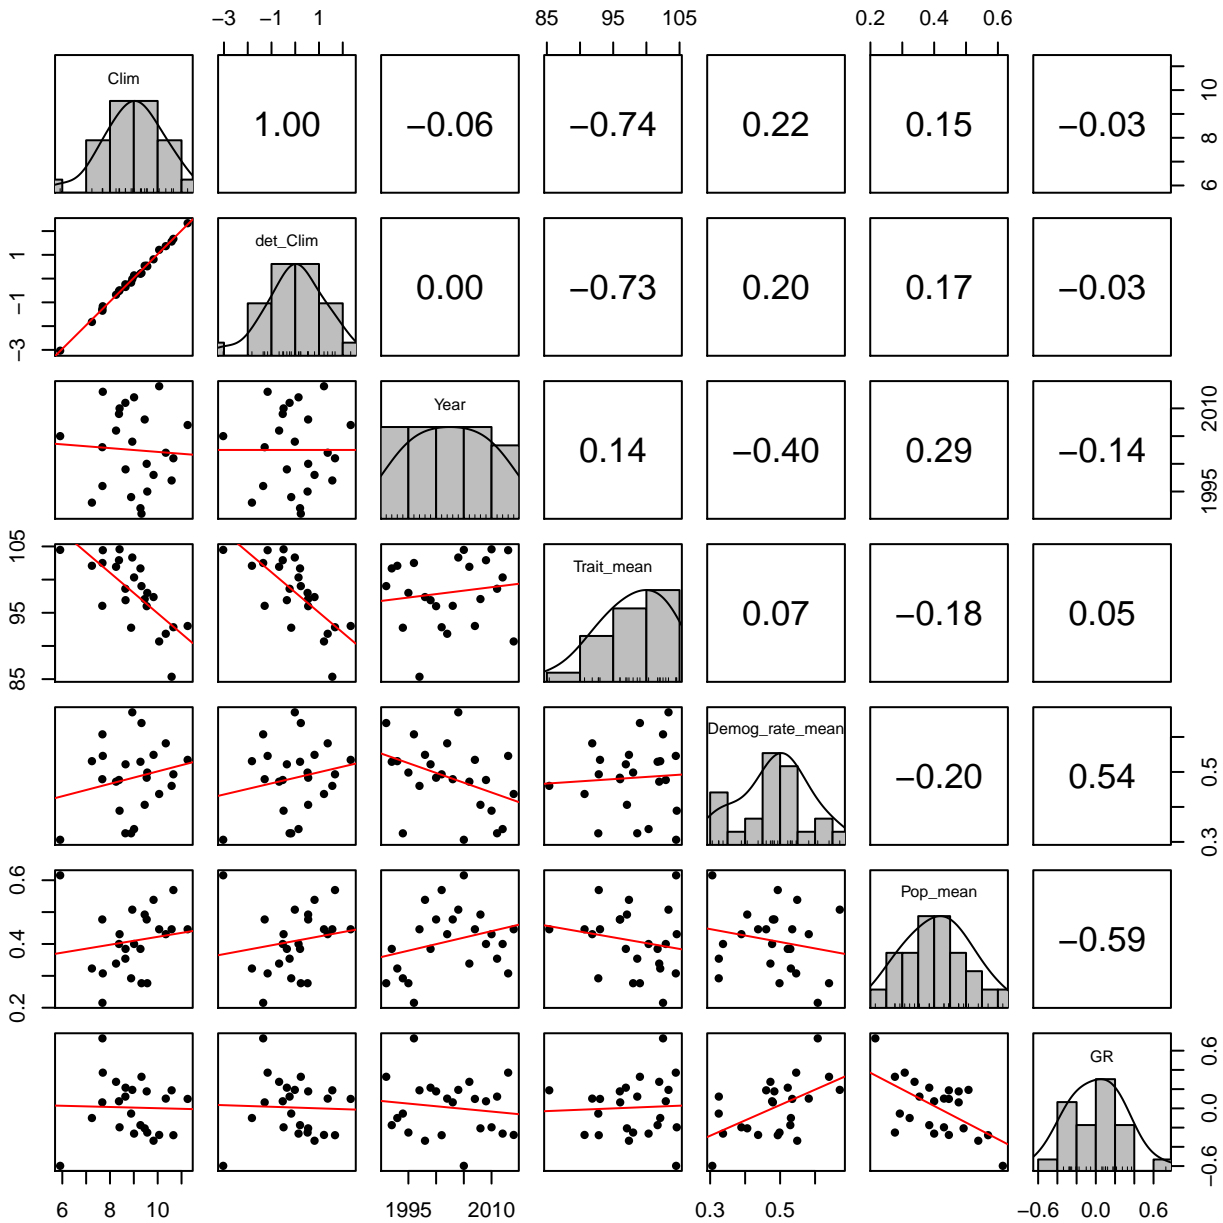 −3 −1 1 85 95 105 0.2 0.4 0.6
Clim 1.00 −0.06 −0.74 0.22 0.15 −0.03 6 8 10
−3 −1 1 det_Clim 0.00 −0.73 0.20 0.17 −0.03
Year 0.14 −0.40 0.29 −0.14 1995 2010
85 95 105 Trait_mean 0.07 −0.18 0.05
Demog_rate_mean −0.20 0.54 0.3 0.5
0.2 0.4 0.6 Pop_mean −0.59
GR −0.6 0.0 0.6
6 8 10 1995 2010 0.3 0.5 −0.6 0.0 0.6